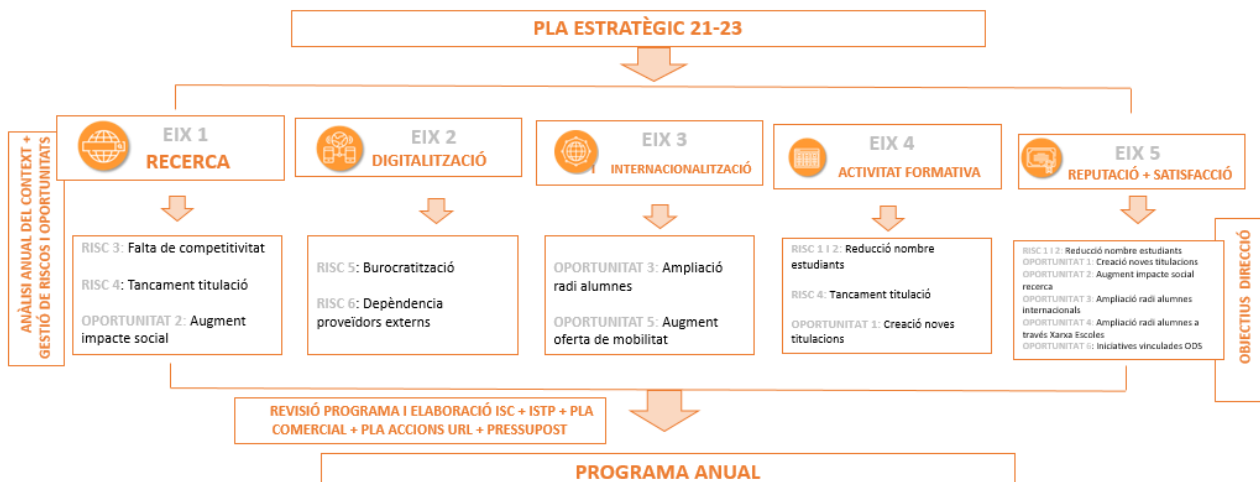 PLA ESTRATÈGIC 21-23
ANÀLISI ANUAL DEL CONTEXT +
GESTIÓ DE RISCOS I OPORTUNITATS
EIX 1
RECERCA
EIX 2
DIGITALITZACIÓ
EIX 3
INTERNACIONALITZACIÓ
EIX 4
ACTIVITAT FORMATIVA
EIX 5
REPUTACIÓ + SATISFACCIÓ
RISC 3: Falta de competitivitat
RISC 4: Tancament titulació
OPORTUNITAT 2: Augment
impacte social
RISC 5: Burocratització
RISC 6: Depèndencia
proveïdors externs
OPORTUNITAT 3: Ampliació
radi alumnes
OPORTUNITAT 5: Augment
oferta de mobilitat
RISC 1 I 2: Reducció nombre
estudiants
RISC 4: Tancament titulació
OPORTUNITAT 1: Creació noves
titulacions
RISC 1 I 2: Reducció nombre estudiants
OPORTUNITAT 1: Creació noves titulacions
OPORTUNITAT 2: Augment impacte social
recerca
OPORTUNITAT 3: Ampliació radi alumnes
internacionals
OPORTUNITAT 4: Ampliació radi alumnes a
través Xarxa Escoles
OPORTUNITAT 6: Iniciatives vinculades ODS
OBJECTIUS DIRECCIÓ
REVISIÓ PROGRAMA I ELABORACIÓ ISC + ISTP + PLA
COMERCIAL + PLA ACCIONS URL + PRESSUPOST
PROGRAMA ANUAL